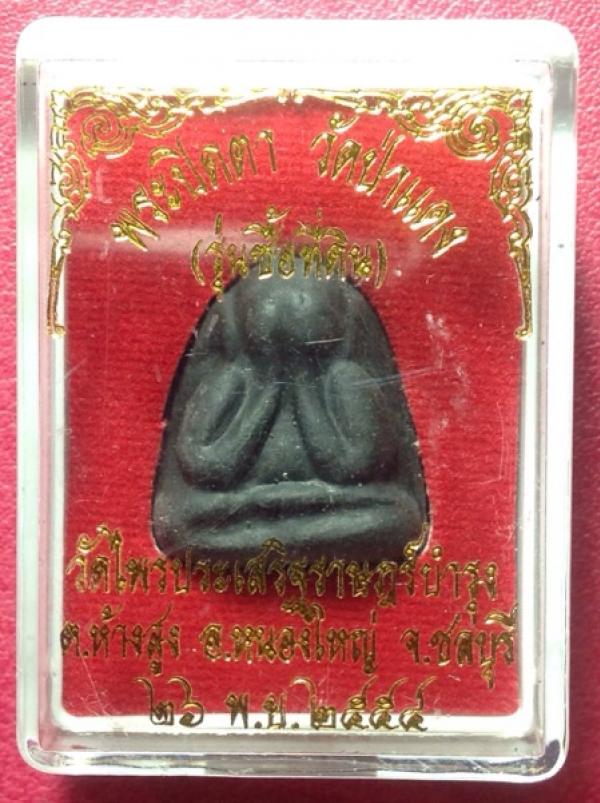 พระปิดตา วัดป่าแดง
(รุ่นซื้อที่ดิน)
วัดไพรประเสริฐราษฎร์บำรุง
ต.ห้างสูง อ.หนองใหญ่ จ.ชลบุรี
๒๖ พ.ย. ๒๕๕๔